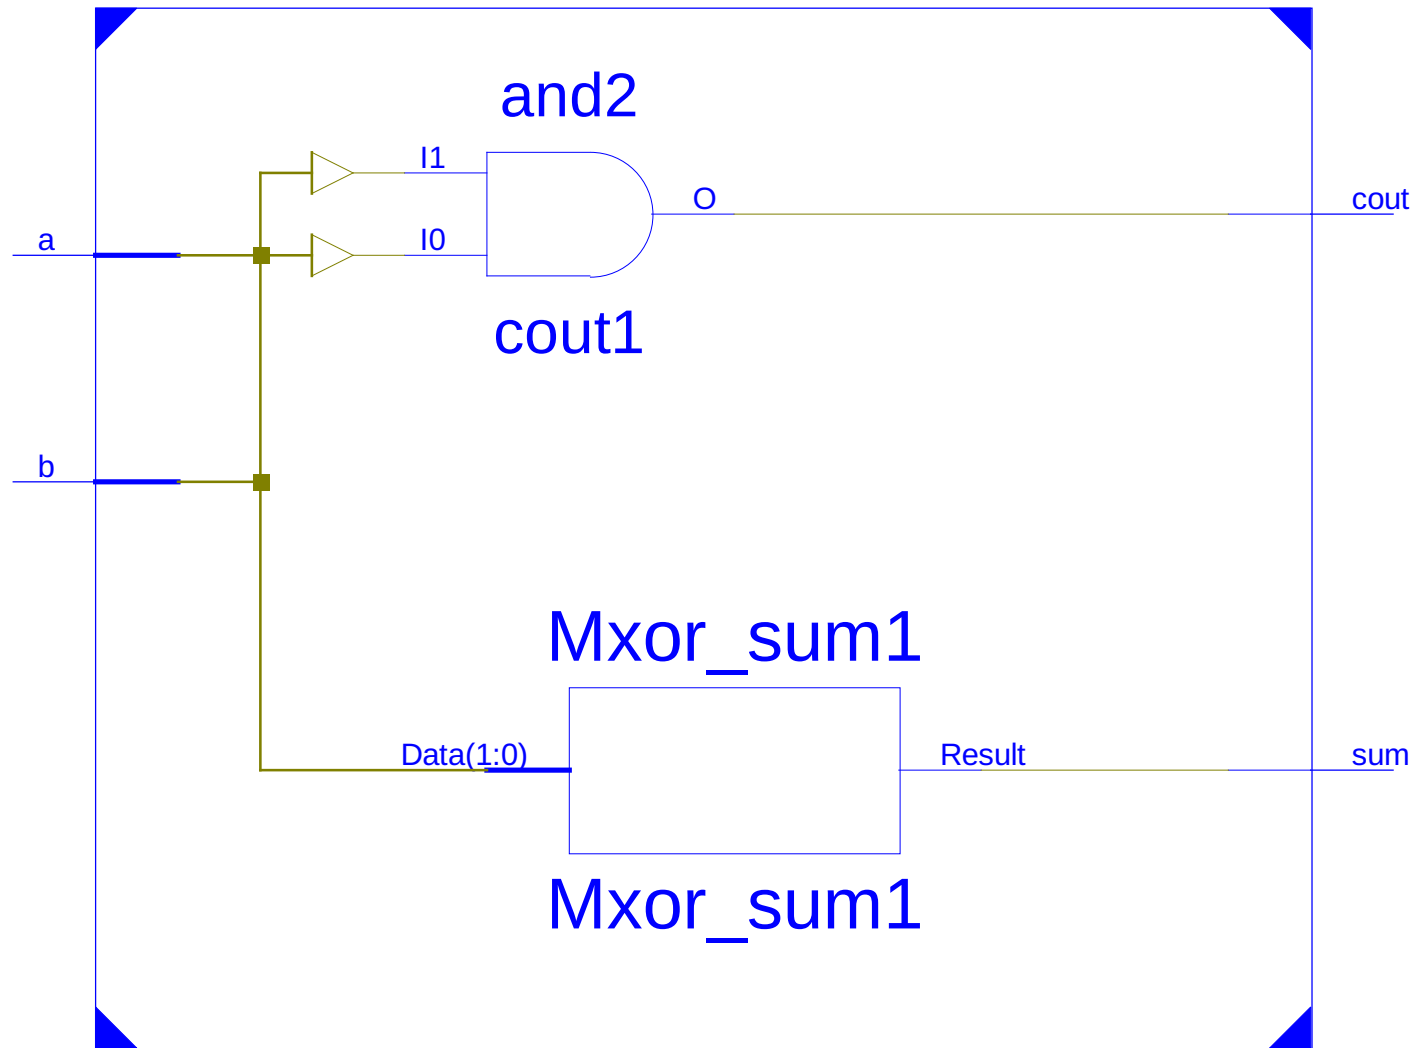 and2
I1
O
cout
a
I0
cout1
b
Mxor_sum1
Data(1:0)
Result
sum
Mxor_sum1